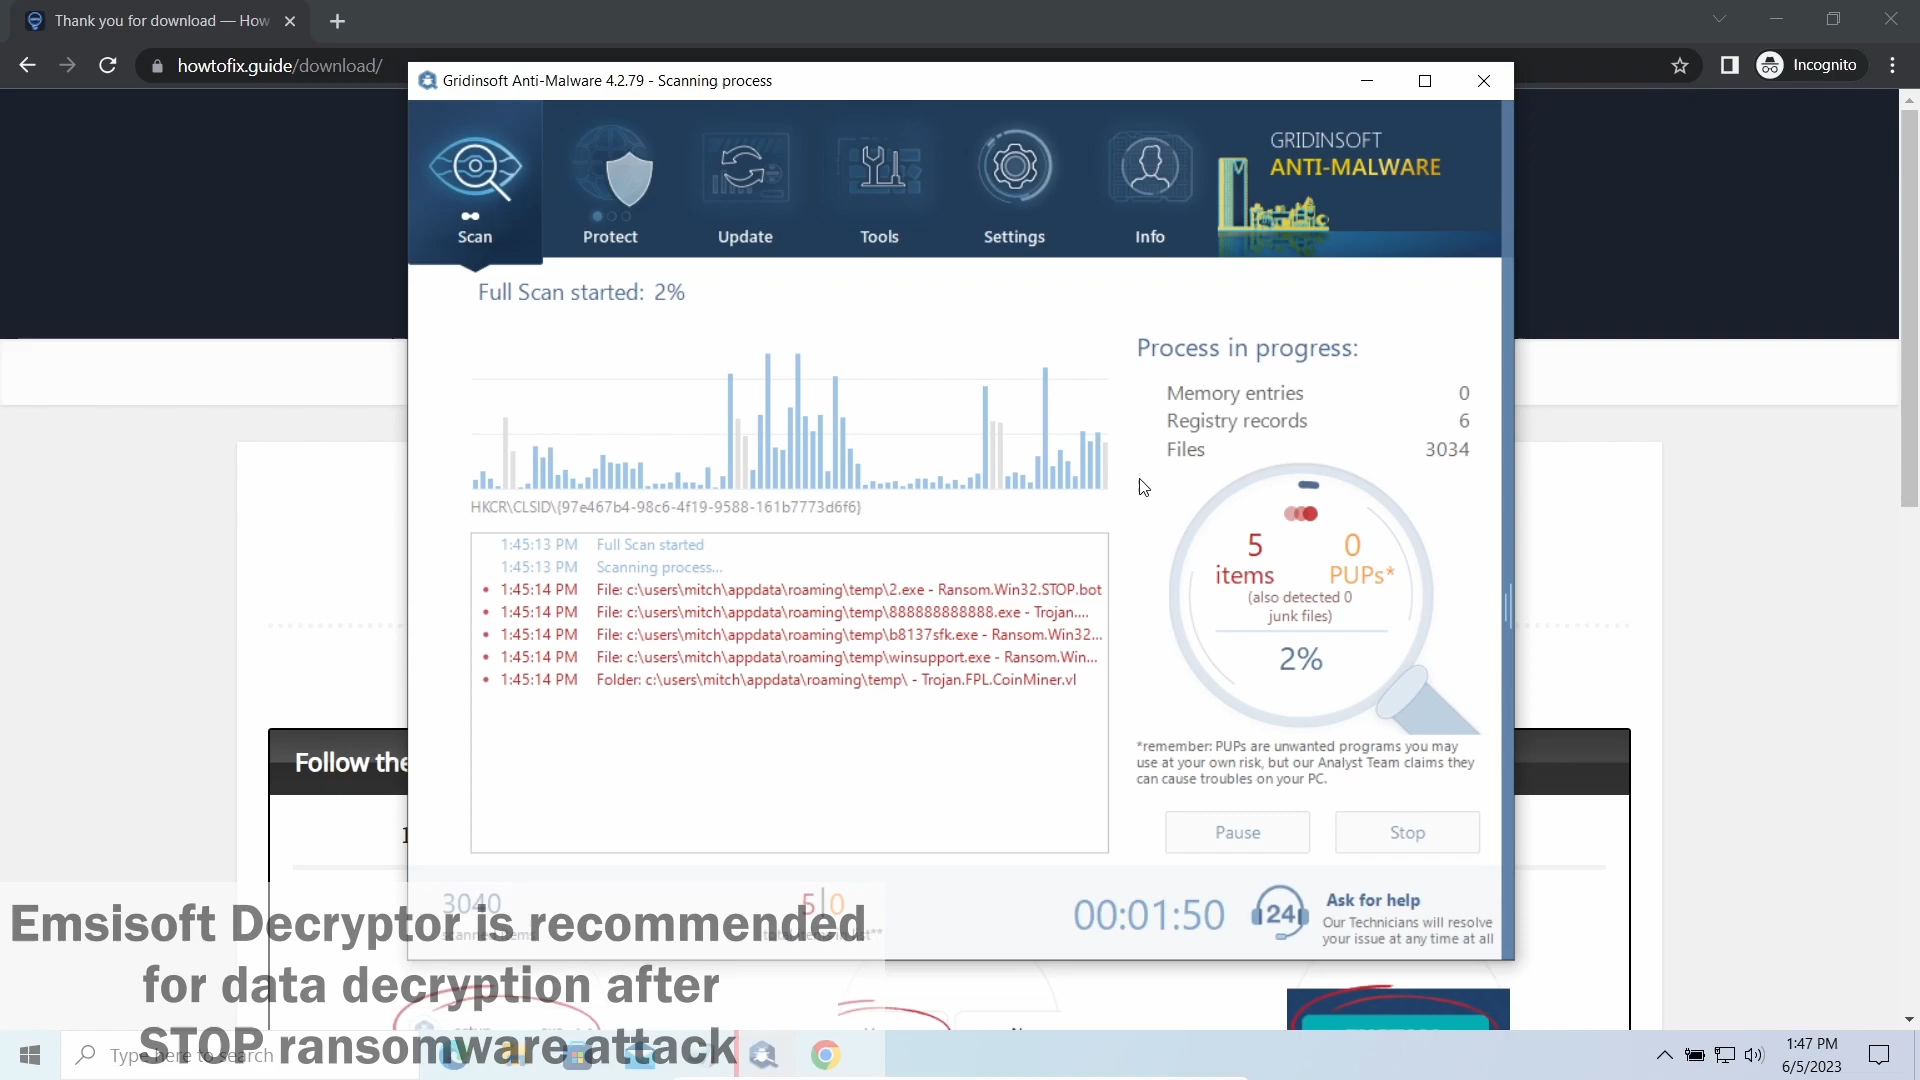 Thank you for download — How
howtofix.guide/download/
Incognito
Gridinsoft Anti-Malware 4.2.79 - Scanning process
Scan
Protect
Update
Tools
Settings
Info
GRIDINSOFT
ANTI-MALWARE
Full Scan started: 2%
Process in progress:
Memory entries 0
Registry records 6
Files 3034
HKCR\CLSID\{97e467b4-98c6-4f19-9588-161b7773d6f6}
1:45:13 PM Full Scan started
1:45:13 PM Scanning process...
1:45:14 PM File: c:\users\mitch\appdata\roaming\temp\2.exe - Ransom.Win32.STOP.bot
1:45:14 PM File: c:\users\mitch\appdata\roaming\temp\888888888888.exe - Trojan....
1:45:14 PM File: c:\users\mitch\appdata\roaming\temp\b8137sfk.exe - Ransom.Win32...
1:45:14 PM File: c:\users\mitch\appdata\roaming\temp\winsupport.exe - Ransom.Win...
1:45:14 PM Folder: c:\users\mitch\appdata\roaming\temp\ - Trojan.FPL.CoinMiner.vl
5 items
0 PUPs*
(also detected 0
junk files)
2%
*remember: PUPs are unwanted programs you may
use at your own risk, but our Analyst Team claims they
can cause troubles on your PC.
Pause
Stop
Follow the
3040
5|0
00:01:50
24
Ask for help
Our Technicians will resolve
your issue at any time at all
Emsisoft Decryptor is recommended
for data decryption after
STOP ransomware attack
Type here to search
1:47 PM
6/5/2023